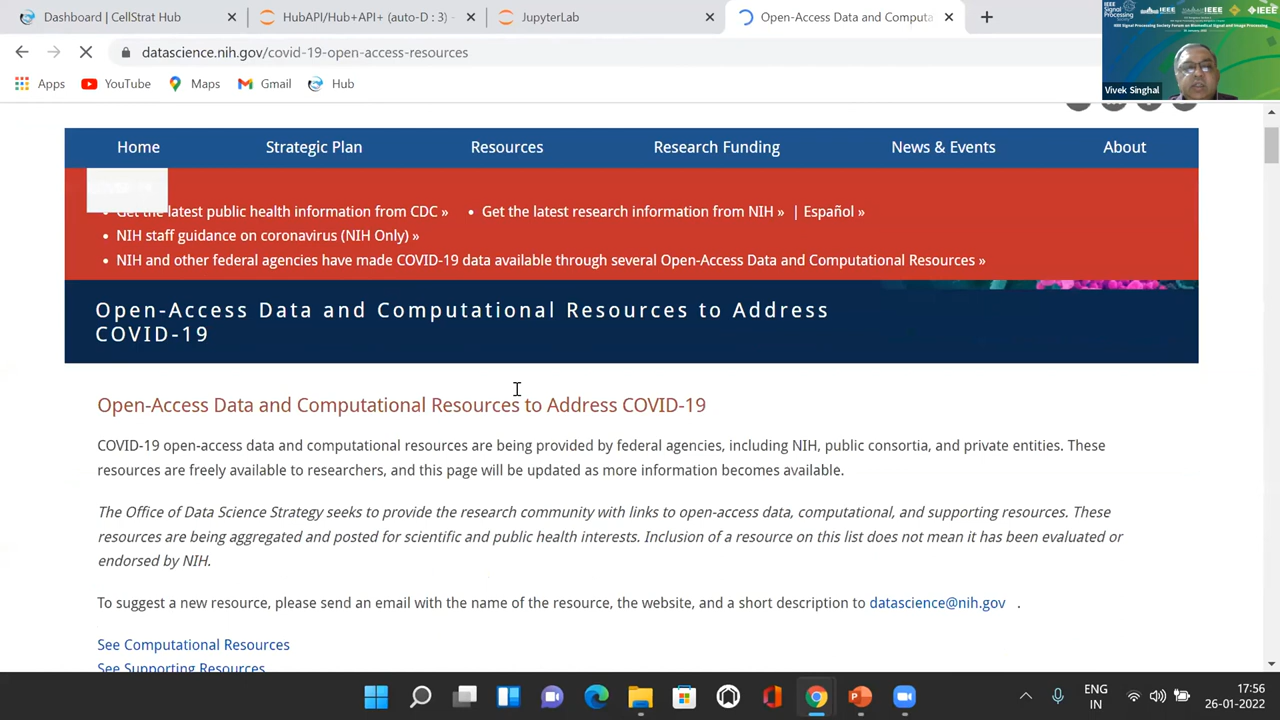 Dashboard | CellStrat Hub
HubAPI/Hub+API+ (auto-D : 3)
JupyterLab
Open-Access Data and Computa
datascience.nih.gov/covid-19-open-access-resources
Apps
YouTube
Maps
Gmail
Hub
IEEE Signal Processing Society Forum on Biomedical Signal and Image Processing
Vivek Singhal
Home
Strategic Plan
Resources
Research Funding
News & Events
About
• Get the latest public health information from CDC » • Get the latest research information from NIH » | Español »
• NIH staff guidance on coronavirus (NIH Only) »
• NIH and other federal agencies have made COVID-19 data available through several Open-Access Data and Computational Resources »
Open-Access Data and Computational Resources to Address
COVID-19
Open-Access Data and Computational Resources to Address COVID-19
COVID-19 open-access data and computational resources are being provided by federal agencies, including NIH, public consortia, and private entities. These
resources are freely available to researchers, and this page will be updated as more information becomes available.
The Office of Data Science Strategy seeks to provide the research community with links to open-access data, computational, and supporting resources. These
resources are being aggregated and posted for scientific and public health interests. Inclusion of a resource on this list does not mean it has been evaluated or
endorsed by NIH.
To suggest a new resource, please send an email with the name of the resource, the website, and a short description to datascience@nih.gov .
See Computational Resources
See Supporting Resources
ENG
IN
17:56
26-01-2022